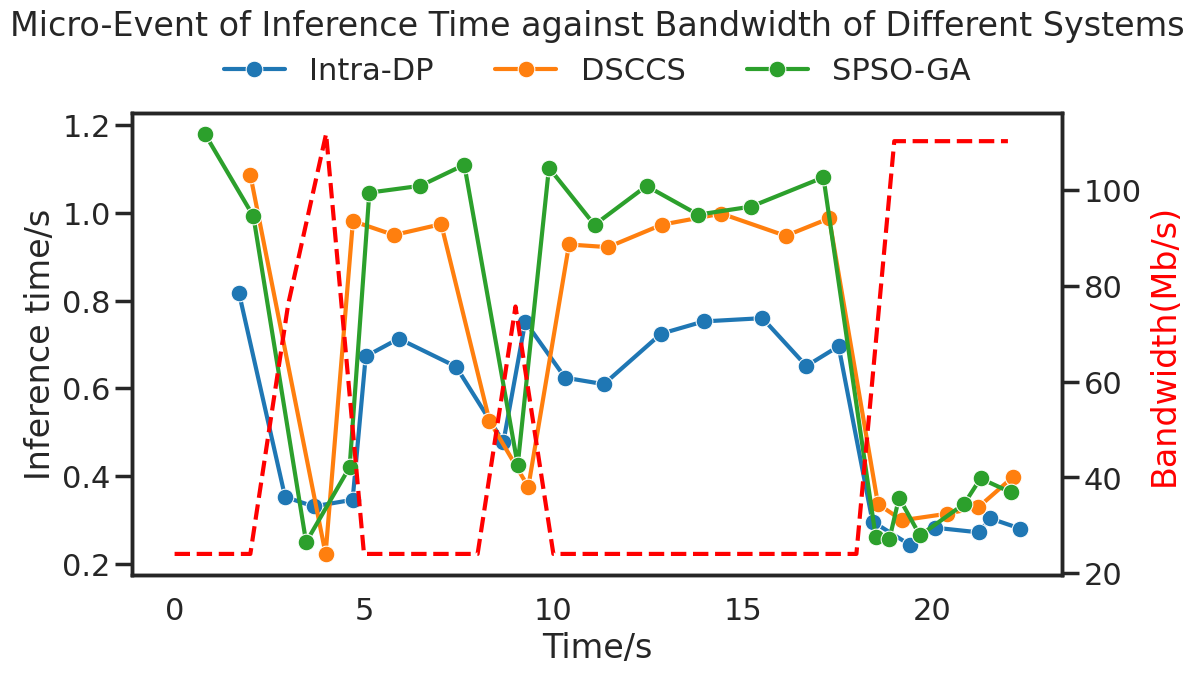 Micro-Event of Inference Time against Bandwidth of Different Systems
Intra-DP DSCCS SPSO-GA
1.2
1.0
0.8
0.6
0.4
0.2
Inference time/s
100
80
60
40
20
Bandwidth(Mb/s)
0 5 10 15 20
Time/s